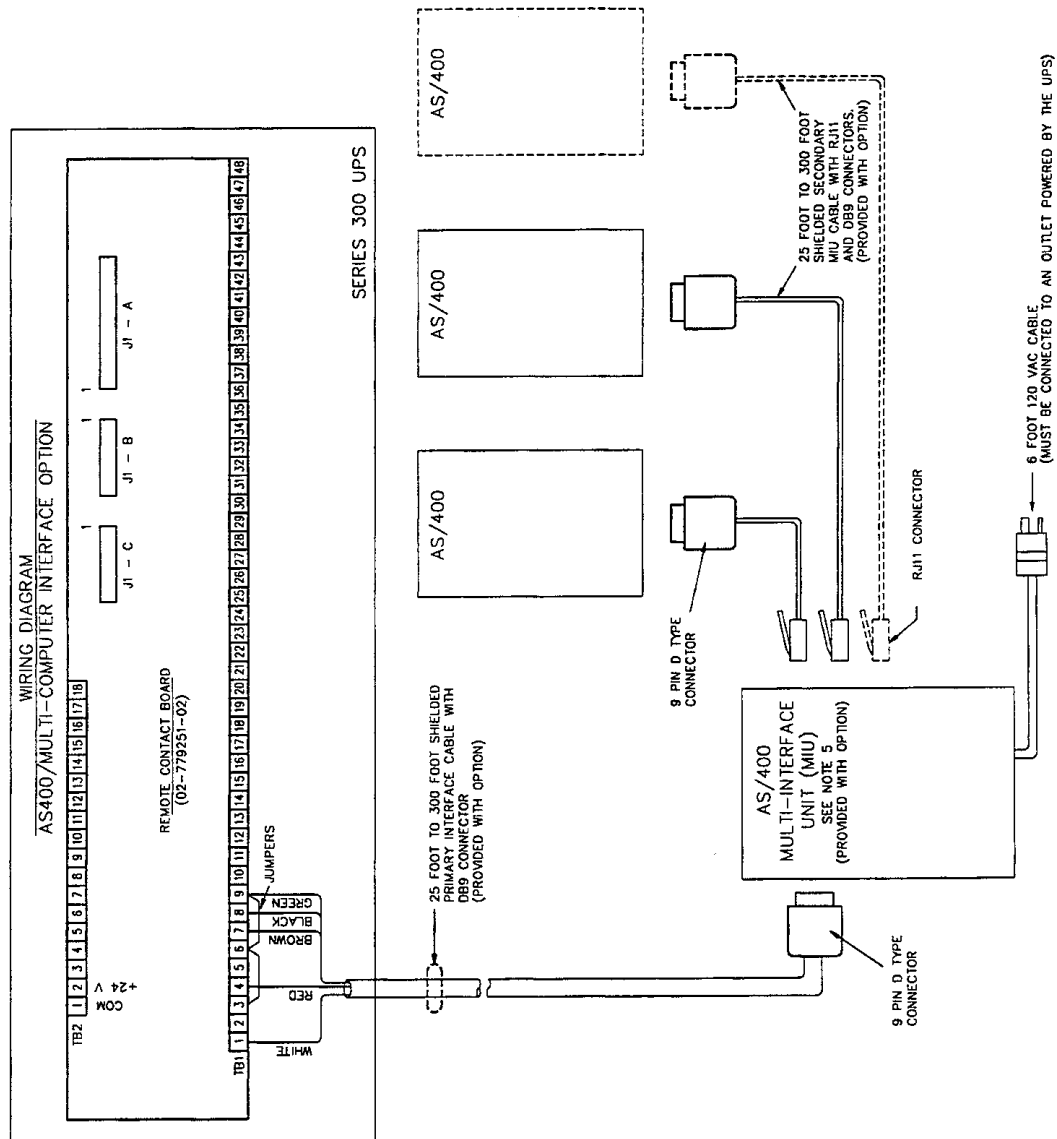 WIRING DIAGRAM
AS400/MULTI-COMPUTER INTERFACE OPTION
TB2
1 2 3 4 5 6 7 8 9 10 11 12 13 14 15 16 17 18
COM
+24 V
J1 - C
1
J1 - B
1
J1 - A
1
REMOTE CONTACT BOARD
(02-779251-02)
TB1
1 2 3 4 5 6 7 8 9 10 11 12 13 14 15 16 17 18 19 20 21 22 23 24 25 26 27 28 29 30 31 32 33 34 35 36 37 38 39 40 41 42 43 44 45 46 47 48
WHITE
RED
BROWN
BLACK
GREEN
JUMPERS
SERIES 300 UPS
25 FOOT TO 300 FOOT SHIELDED
PRIMARY INTERFACE CABLE WITH
DB9 CONNECTOR
(PROVIDED WITH OPTION)
AS/400
AS/400
AS/400
9 PIN D TYPE
CONNECTOR
25 FOOT TO 300 FOOT
SHIELDED SECONDARY
MIU CABLE WITH RJ11
AND DB9 CONNECTORS.
(PROVIDED WITH OPTION)
AS/400
MULTI-INTERFACE
UNIT (MIU)
SEE NOTE 5
(PROVIDED WITH OPTION)
RJ11 CONNECTOR
9 PIN D TYPE
CONNECTOR
6 FOOT 120 VAC CABLE
(MUST BE CONNECTED TO AN OUTLET POWERED BY THE UPS)